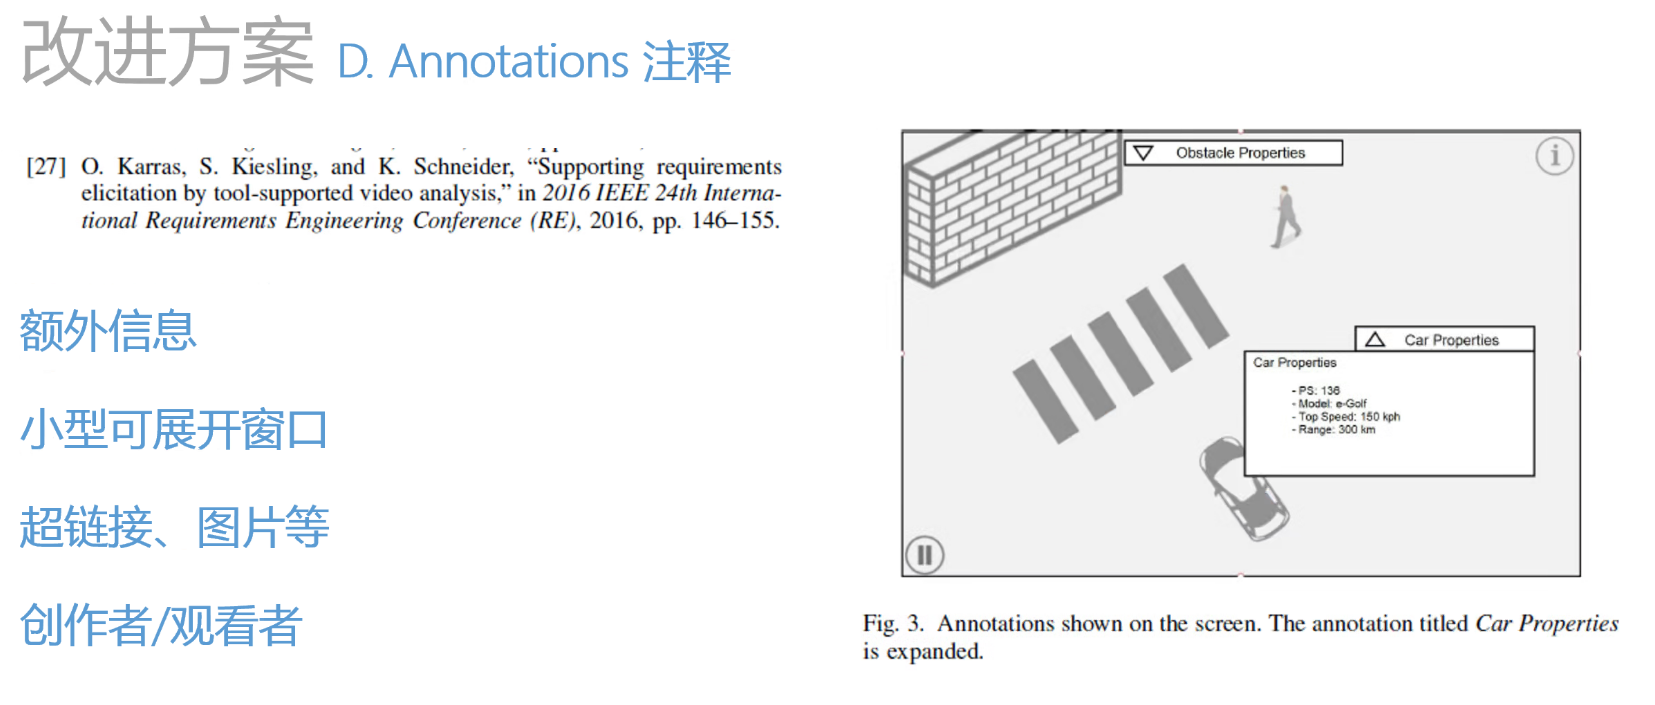 改进方案 D. Annotations 注释
[27] O. Karras, S. Kiesling, and K. Schneider, “Supporting requirements
elicitation by tool-supported video analysis,” in 2016 IEEE 24th Interna-
tional Requirements Engineering Conference (RE), 2016, pp. 146–155.
额外信息
小型可展开窗口
超链接、图片等
创作者/观看者
Obstacle Properties
i
Car Properties
Car Properties
- PS: 136
- Model: e-Golf
- Top Speed: 150 kph
- Range: 300 km
Fig. 3. Annotations shown on the screen. The annotation titled Car Properties
is expanded.